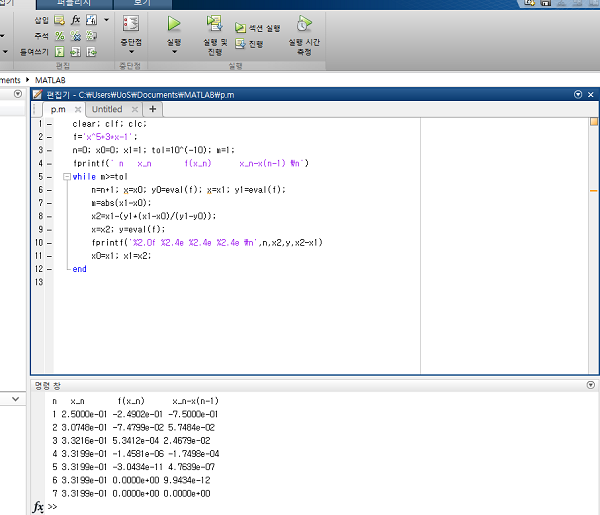 편집기
퍼블리시
보기
삽입 fx
주석
들여쓰기
편집
중단점
중단점
실행
실행 및 진행
섹션 실행
진행
실행 시간 측정
실행
ments ▸ MATLAB
편집기 - C:₩Users₩UoS₩Documents₩MATLAB₩p.m
p.m × Untitled × +
1 – clear; clf; clc;
2 – f='x^5+3*x-1';
3 – n=0; x0=0; x1=1; tol=10^(-10); m=1;
4 – fprintf(' n x_n f(x_n) x_n-x(n-1) ₩n')
5 – while m>=tol
6 – n=n+1; x=x0; y0=eval(f); x=x1; y1=eval(f);
7 – m=abs(x1-x0);
8 – x2=x1-(y1*(x1-x0)/(y1-y0));
9 – x=x2; y=eval(f);
10 – fprintf('%2.0f %2.4e %2.4e %2.4e ₩n',n,x2,y,x2-x1)
11 – x0=x1; x1=x2;
12 – end
13
명령 창
n x_n f(x_n) x_n-x(n-1)
1 2.5000e-01 -2.4902e-01 -7.5000e-01
2 3.0748e-01 -7.4799e-02 5.7484e-02
3 3.3216e-01 5.3412e-04 2.4679e-02
4 3.3199e-01 -1.4581e-06 -1.7498e-04
5 3.3199e-01 -3.0434e-11 4.7639e-07
6 3.3199e-01 0.0000e+00 9.9434e-12
7 3.3199e-01 0.0000e+00 0.0000e+00
fx >>